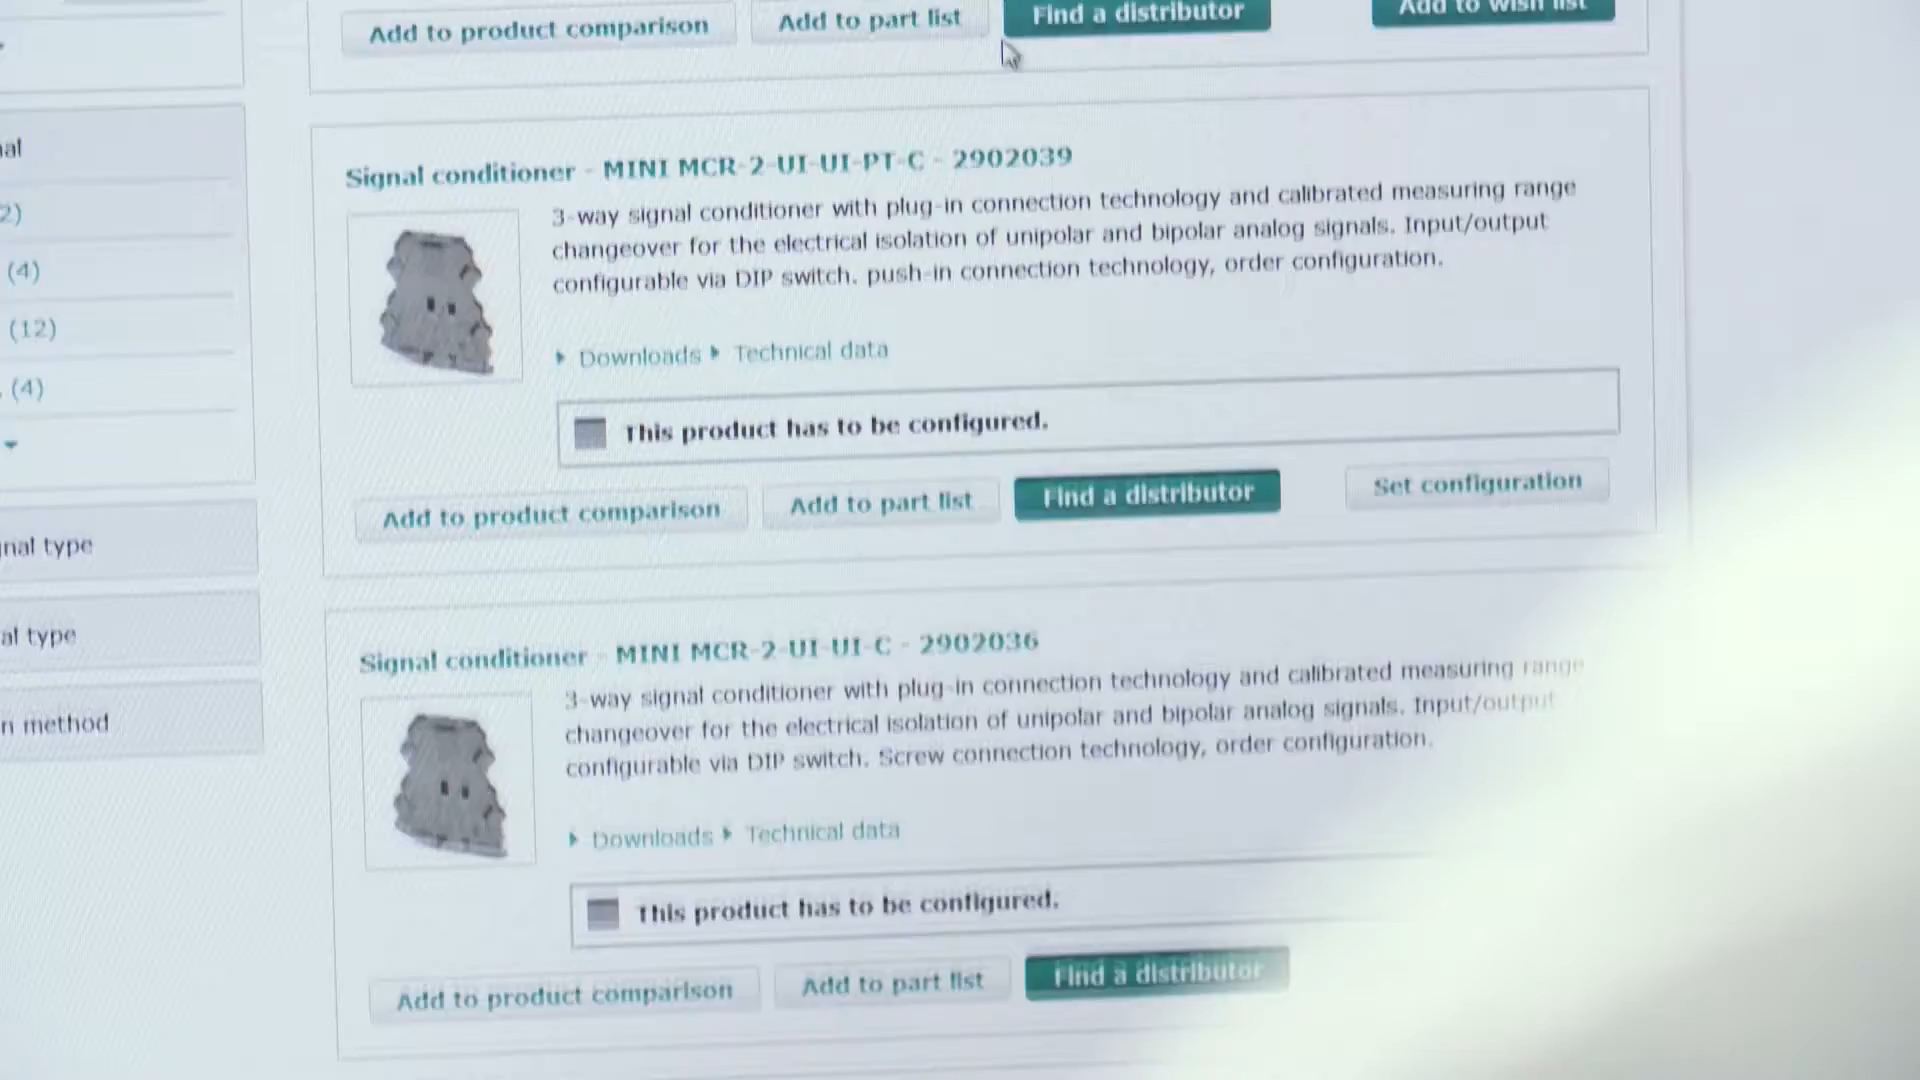 Add to product comparison
Add to part list
Find a distributor
Add to wish list
Signal conditioner - MINI MCR-2-UI-UI-PT-C - 2902039
3-way signal conditioner with plug-in connection technology and calibrated measuring range
changeover for the electrical isolation of unipolar and bipolar analog signals. Input/output
configurable via DIP switch, push-in connection technology, order configuration.
Downloads
Technical data
This product has to be configured.
Add to product comparison
Add to part list
Find a distributor
Set configuration
(4)
(12)
(4)
type
type
method
Signal conditioner - MINI MCR-2-UI-UI-C - 2902036
3-way signal conditioner with plug-in connection technology and calibrated measuring range
changeover for the electrical isolation of unipolar and bipolar analog signals. Input/output
configurable via DIP switch. Screw connection technology, order configuration.
Downloads
Technical data
This product has to be configured.
Add to product comparison
Add to part list
Find a distributor